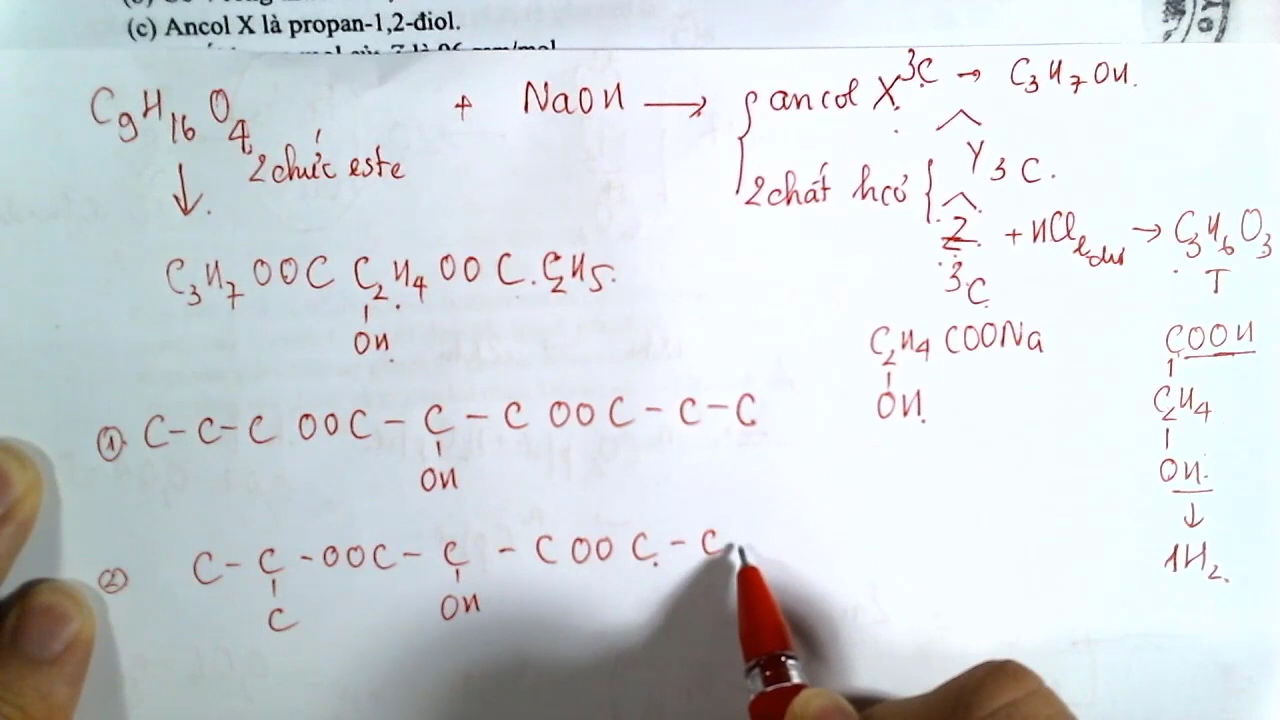 (c) Ancol X là propan-1,2-điol.
C9H16O4 + NaOH → ancol X 3C → C3H7OH.
2 chức este
Y 3C.
2 chất hcơ
Z + HCl l dư → C3H6O3
3C
T
C3H7OOC C2H4 OOC.C2H5.
OH
C2H4 COONa
OH
COOH
C2H4
OH
↓
1H2.
① C-C-C OOC-C-C OOC-C-C
OH
② C-C-OOC-C-COOC-C
C
OH